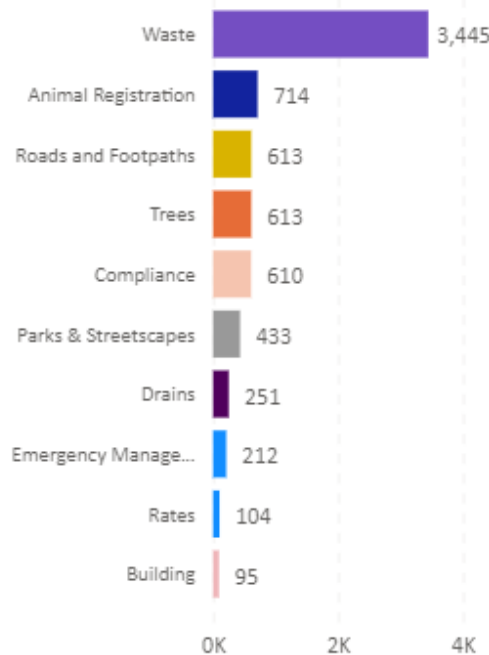 Waste 3,445
Animal Registration 714
Roads and Footpaths 613
Trees 613
Compliance 610
Parks & Streetscapes 433
Drains 251
Emergency Manage... 212
Rates 104
Building 95
0K 2K 4K